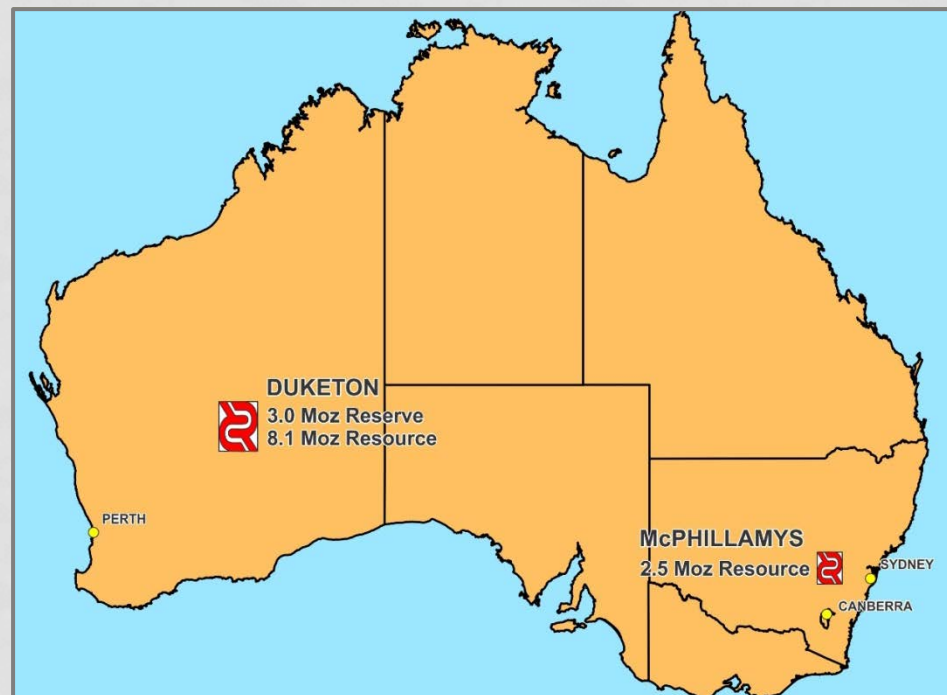 DUKETON
3.0 Moz Reserve
8.1 Moz Resource
PERTH
McPHILLAMYS
2.5 Moz Resource
SYDNEY
CANBERRA